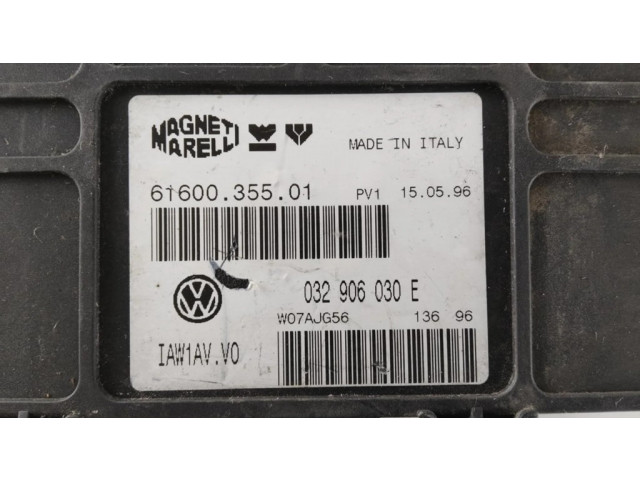 MAGNETI
MARELLI
MADE IN ITALY
61600.355.01 PV1 15.05.96
032 906 030 E
W07AJG56 136 96
IAW1AV.V0